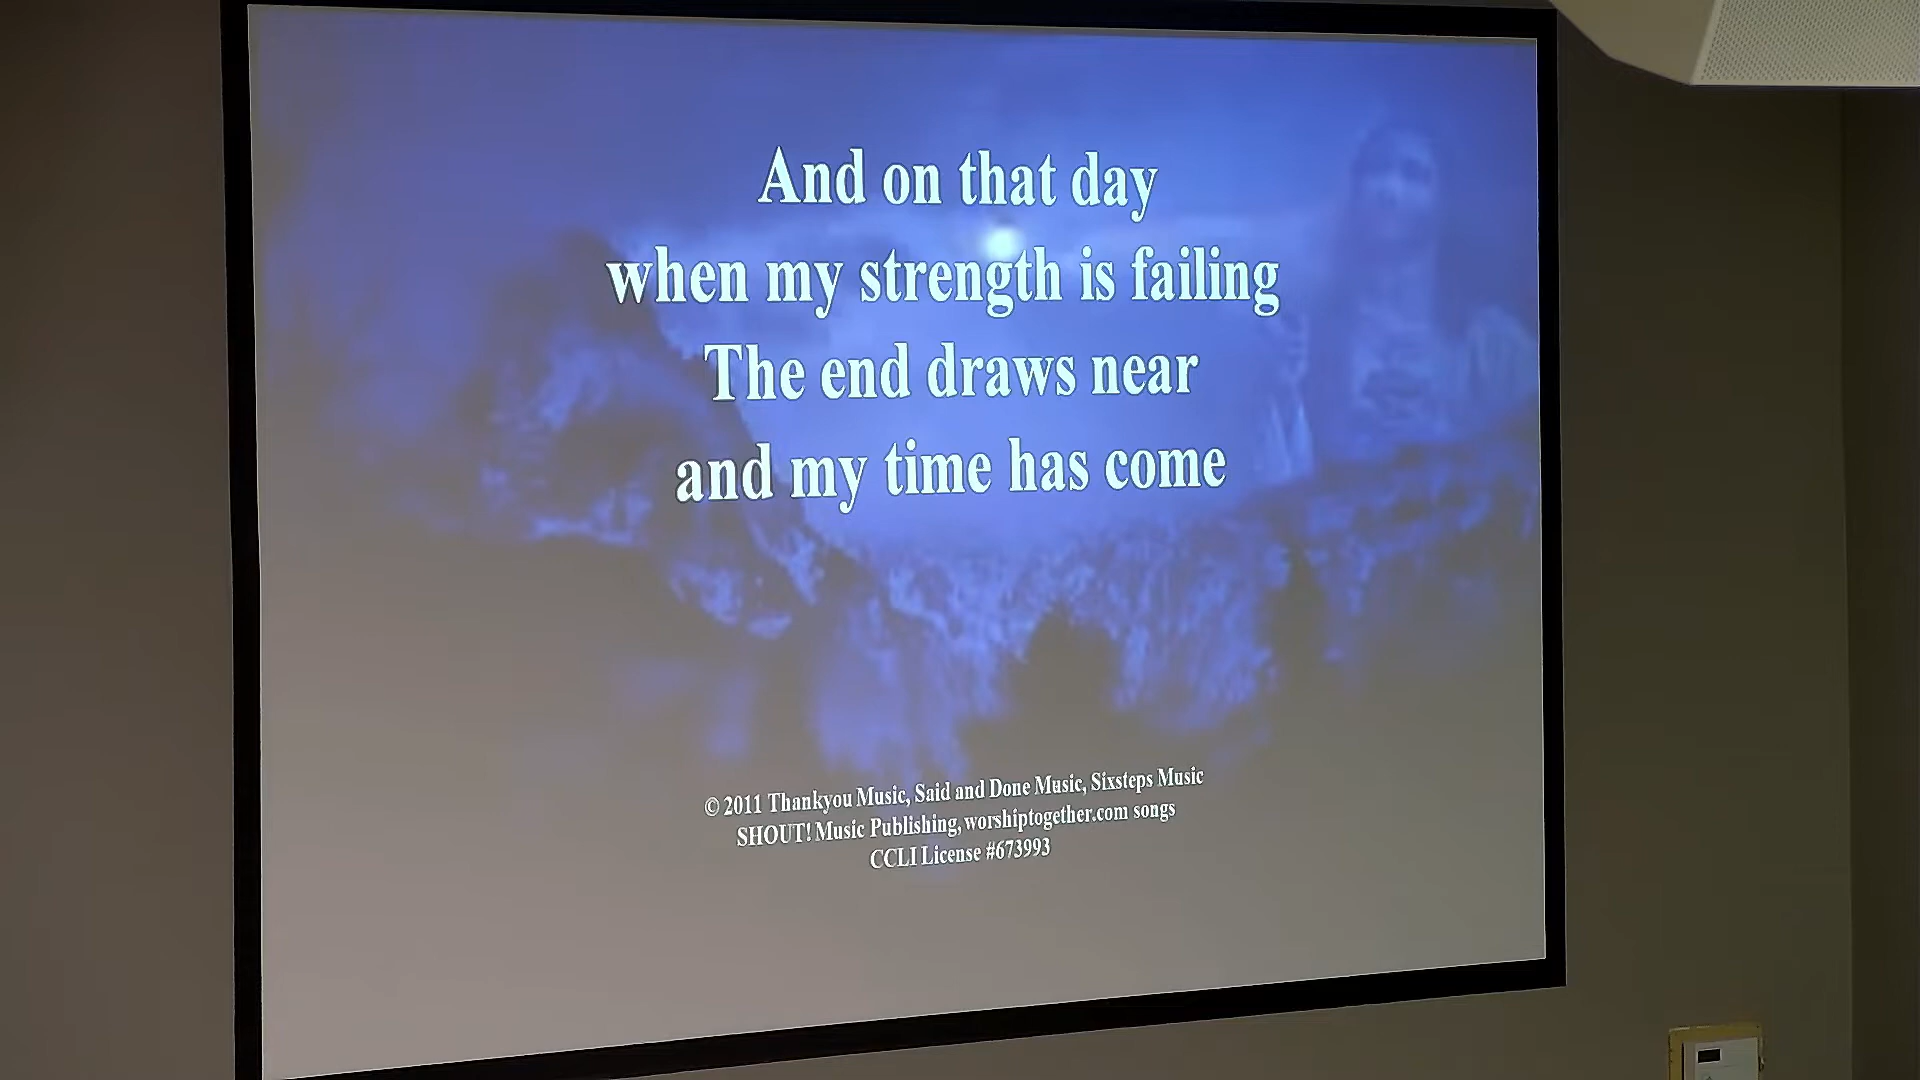 And on that day
when my strength is failing
The end draws near
and my time has come
© 2011 Thankyou Music, Said and Done Music, Sixsteps Music
SHOUT! Music Publishing, worshiptogether.com songs
CCLI License #673993